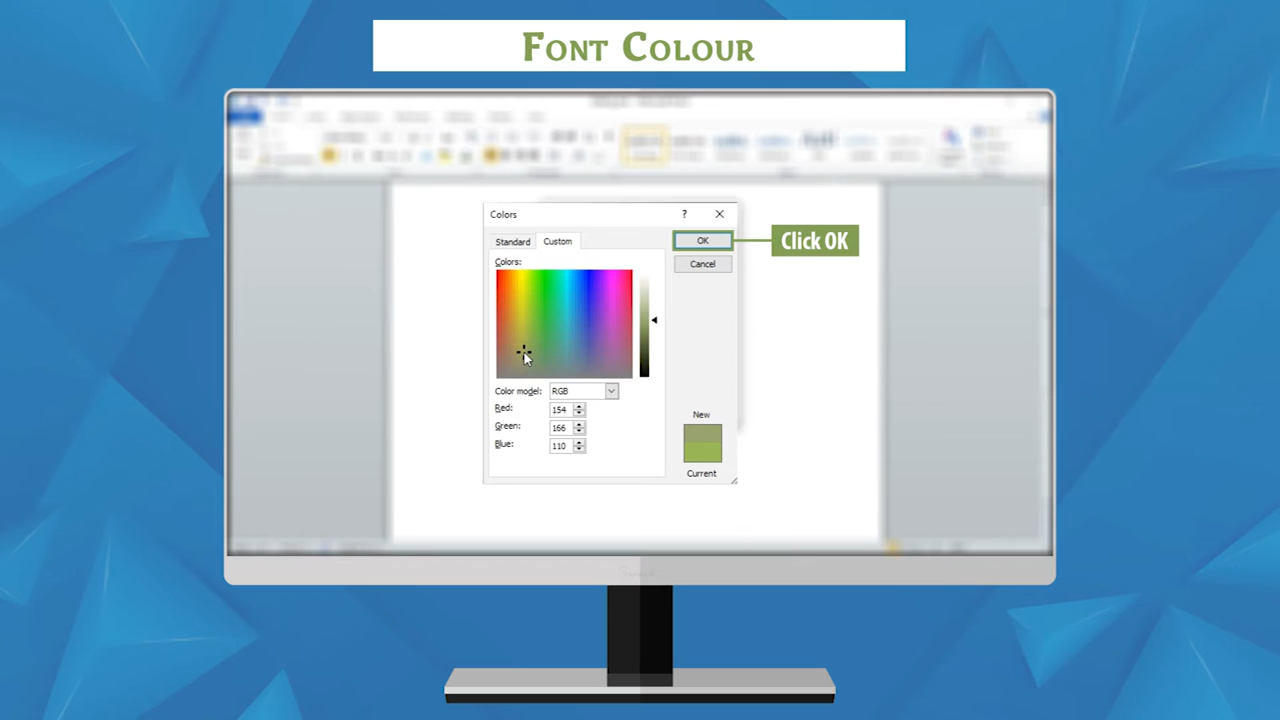 Font Colour
Colors
?
Standard Custom
OK
Click OK
Colors:
Cancel
Color model: RGB
Red: 154
Green: 166
Blue: 110
New
Current